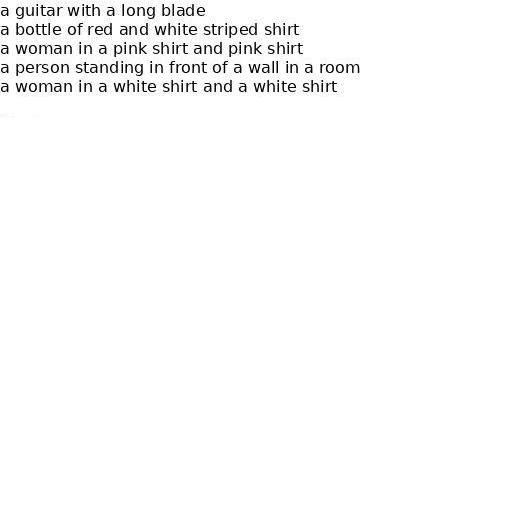 a guitar with a long blade
a bottle of red and white striped shirt
a woman in a pink shirt and pink shirt
a person standing in front of a wall in a room
a woman in a white shirt and a white shirt